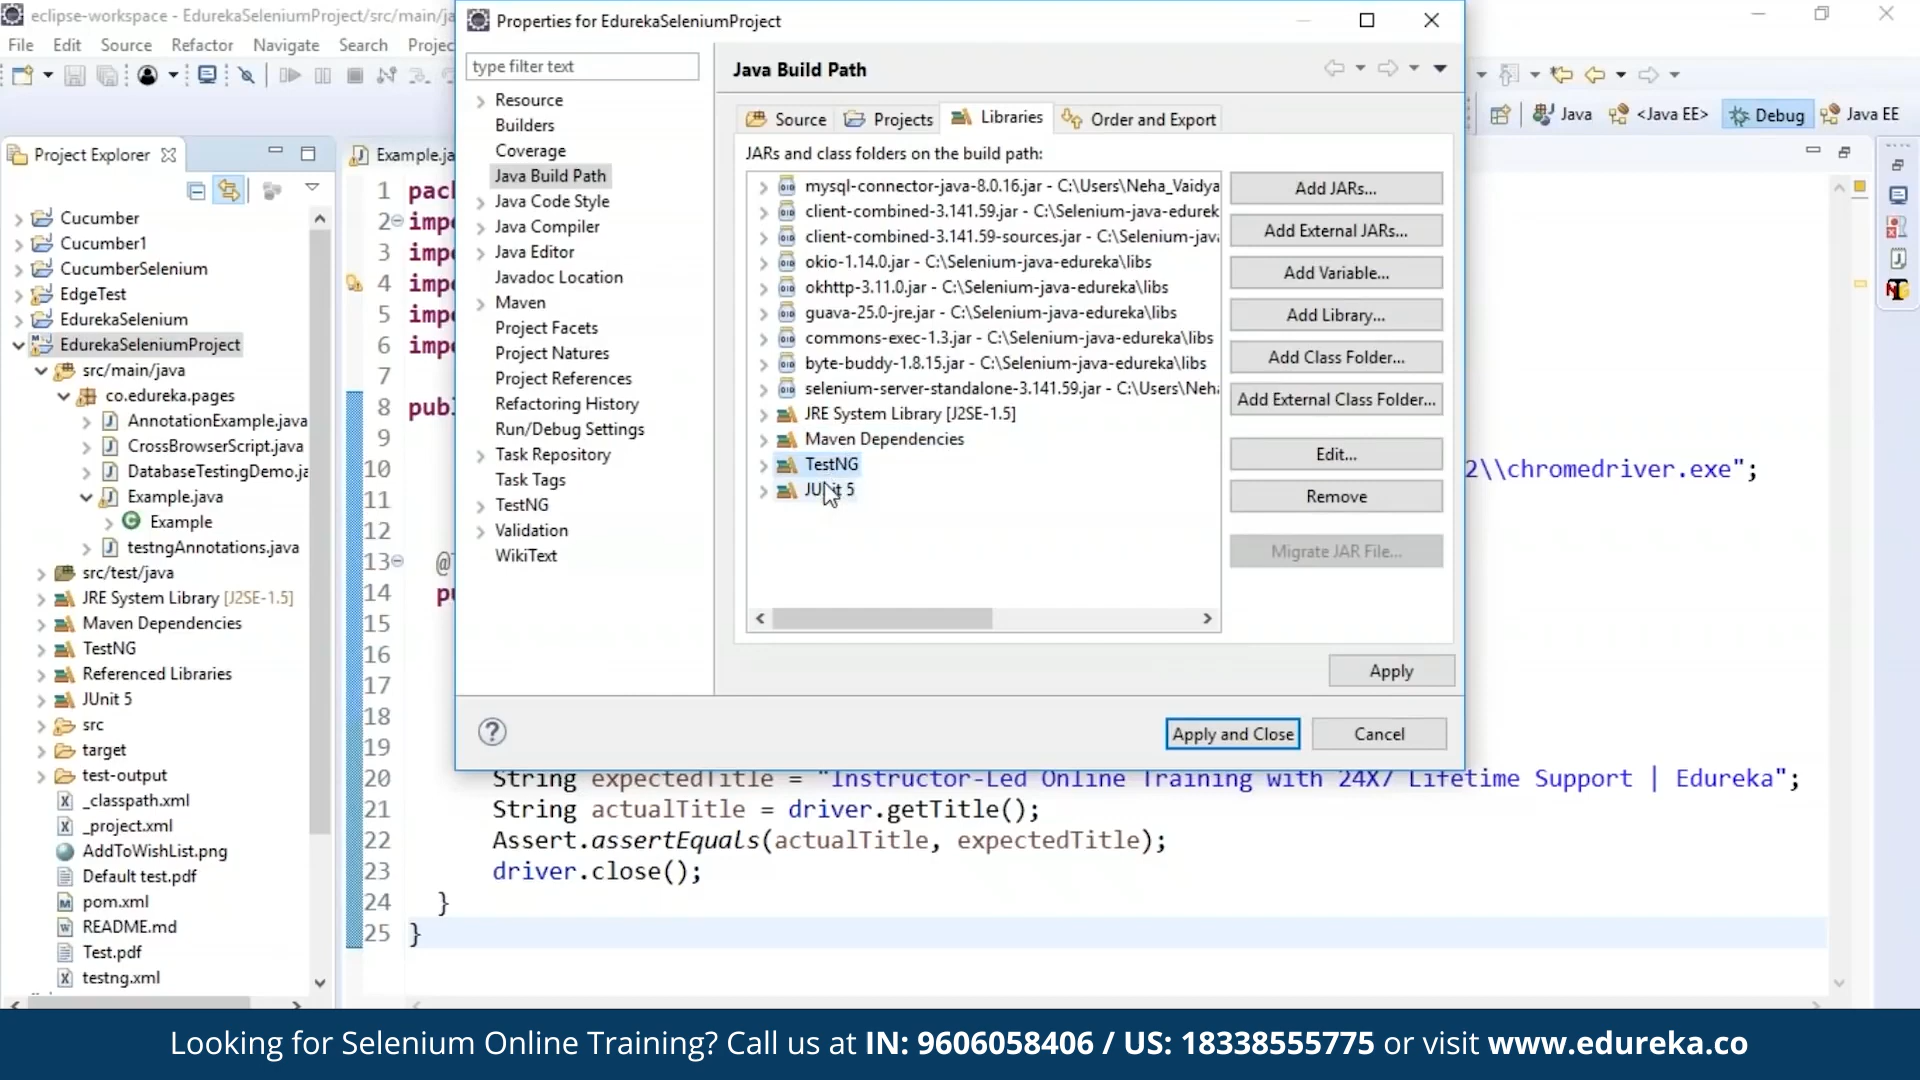 eclipse-workspace - EdurekaSeleniumProject/src/main/ja
File Edit Source Refactor Navigate Search Projec
Java <Java EE> Debug Java EE
Project Explorer
Cucumber
Cucumber1
CucumberSelenium
EdgeTest
EdurekaSelenium
EdurekaSeleniumProject
src/main/java
co.edureka.pages
AnnotationExample.java
CrossBrowserScript.java
DatabaseTestingDemo.ja
Example.java
Example
testngAnnotations.java
src/test/java
JRE System Library [J2SE-1.5]
Maven Dependencies
TestNG
Referenced Libraries
JUnit 5
src
target
test-output
_classpath.xml
_project.xml
AddToWishList.png
Default test.pdf
pom.xml
README.md
Test.pdf
testng.xml
Example.ja
1 pac
2 impo
3 impo
4 impo
5 impo
6 impo
7
8 publ
9
10 2\\chromedriver.exe";
11
12
13 @T
14 pu
15
16
17
18
19
20 String expectedTitle = "Instructor-Led Online Training with 24X7 Lifetime Support | Edureka";
21 String actualTitle = driver.getTitle();
22 Assert.assertEquals(actualTitle, expectedTitle);
23 driver.close();
24 }
25 }
Properties for EdurekaSeleniumProject
type filter text
Resource
Builders
Coverage
Java Build Path
Java Code Style
Java Compiler
Java Editor
Javadoc Location
Maven
Project Facets
Project Natures
Project References
Refactoring History
Run/Debug Settings
Task Repository
Task Tags
TestNG
Validation
WikiText
Java Build Path
Source Projects Libraries Order and Export
JARs and class folders on the build path:
mysql-connector-java-8.0.16.jar - C:\Users\Neha_Vaidya
client-combined-3.141.59.jar - C:\Selenium-java-edurek
client-combined-3.141.59-sources.jar - C:\Selenium-java
okio-1.14.0.jar - C:\Selenium-java-edureka\libs
okhttp-3.11.0.jar - C:\Selenium-java-edureka\libs
guava-25.0-jre.jar - C:\Selenium-java-edureka\libs
commons-exec-1.3.jar - C:\Selenium-java-edureka\libs
byte-buddy-1.8.15.jar - C:\Selenium-java-edureka\libs
selenium-server-standalone-3.141.59.jar - C:\Users\Neha
JRE System Library [J2SE-1.5]
Maven Dependencies
TestNG
JUnit 5
Add JARs...
Add External JARs...
Add Variable...
Add Library...
Add Class Folder...
Add External Class Folder...
Edit...
Remove
Migrate JAR File...
Apply
Apply and Close Cancel
Looking for Selenium Online Training? Call us at IN: 9606058406 / US: 18338555775 or visit www.edureka.co